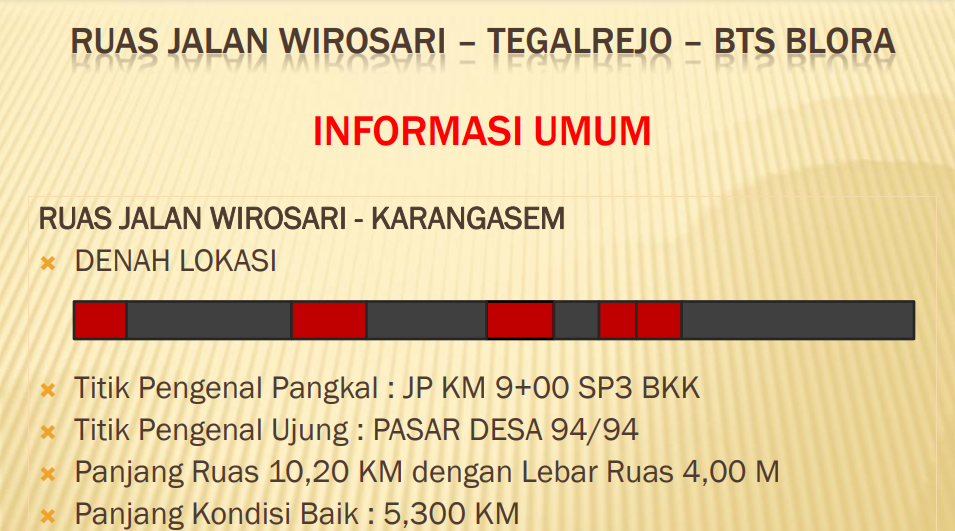 RUAS JALAN WIROSARI – TEGALREJO – BTS BLORA
INFORMASI UMUM
RUAS JALAN WIROSARI - KARANGASEM
DENAH LOKASI
Titik Pengenal Pangkal : JP KM 9+00 SP3 BKK
Titik Pengenal Ujung : PASAR DESA 94/94
Panjang Ruas 10,20 KM dengan Lebar Ruas 4,00 M
Panjang Kondisi Baik : 5,300 KM